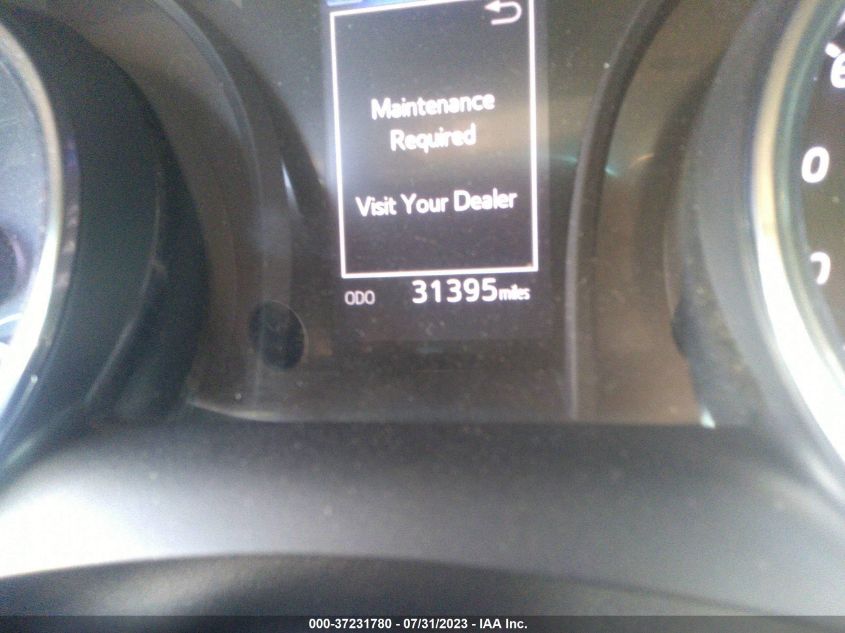 Maintenance
Required
Visit Your Dealer
ODO 31395 miles
000-37231780 - 07/31/2023 - IAA Inc.